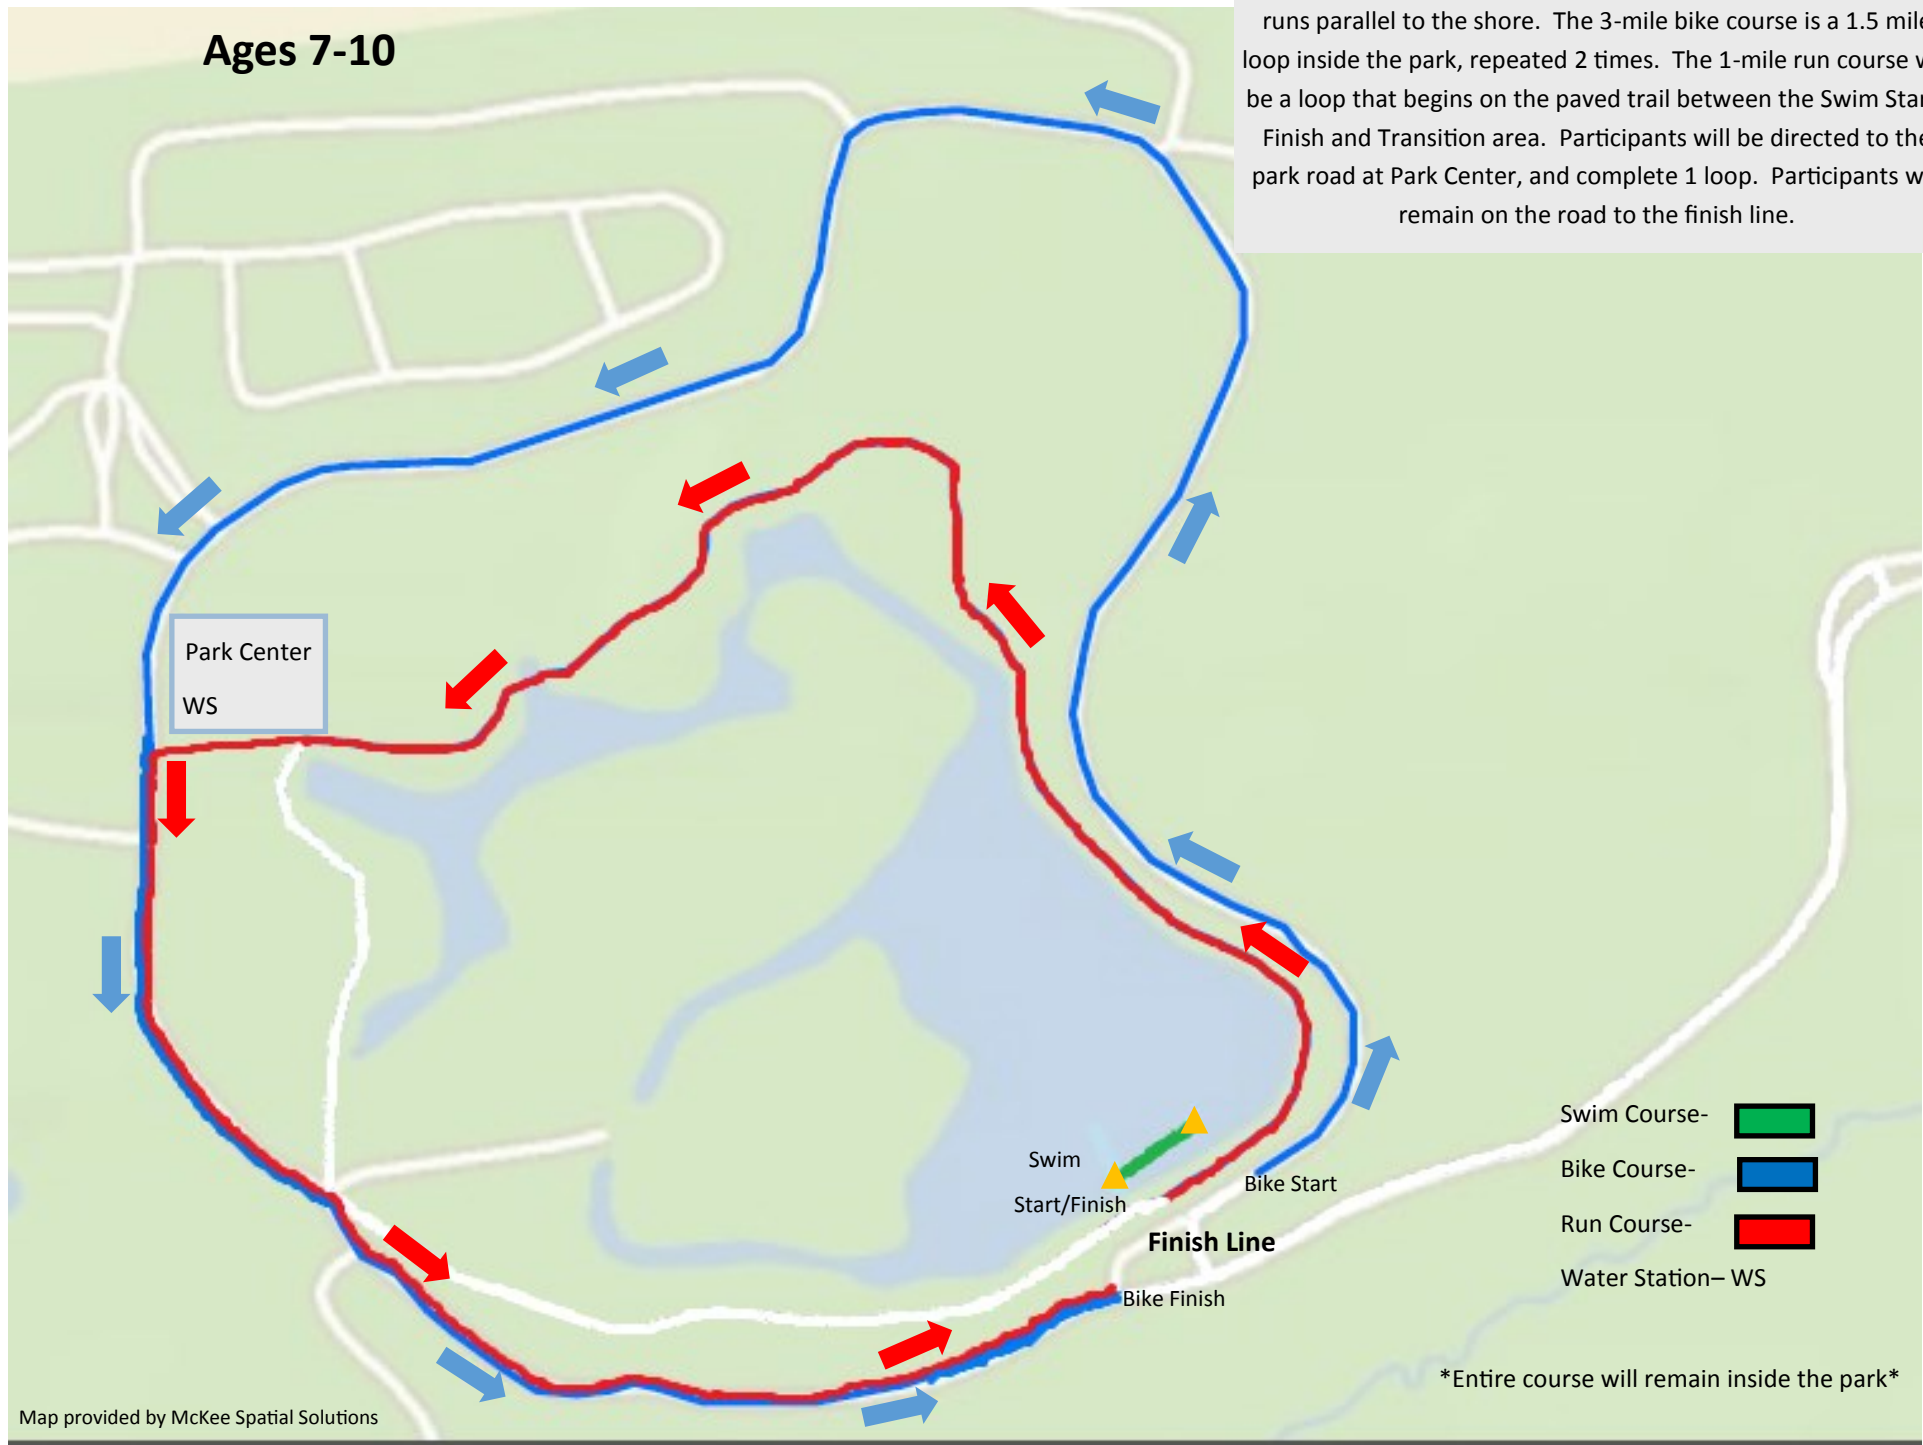 Ages 7-10
runs parallel to the shore. The 3-mile bike course is a 1.5 mile
loop inside the park, repeated 2 times. The 1-mile run course
be a loop that begins on the paved trail between the Swim
Finish and Transition area. Participants will be directed to the
park road at Park Center, and complete 1 loop. Participants
remain on the road to the finish line.
Park Center
WS
Swim
Start/Finish
Bike Start
Finish Line
Bike Finish
Swim Course-
Bike Course-
Run Course-
Water Station– WS
*Entire course will remain inside the park*
Map provided by McKee Spatial Solutions